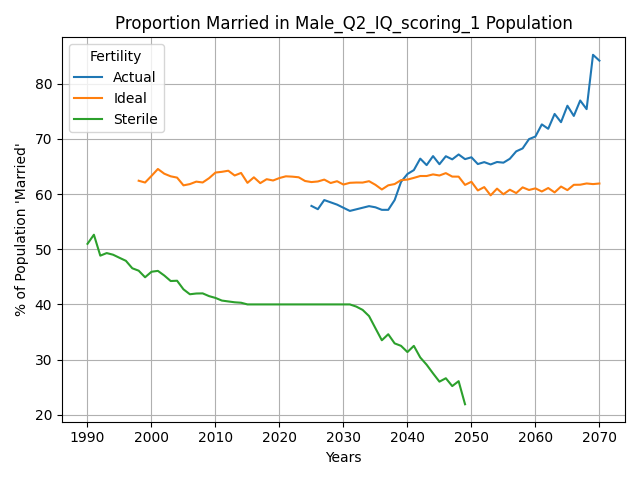 Proportion Married in Male_Q2_IQ_scoring_1 Population
% of Population 'Married'
80
70
60
50
40
30
20
Fertility
Actual
Ideal
Sterile
1990 2000 2010 2020 2030 2040 2050 2060 2070
Years